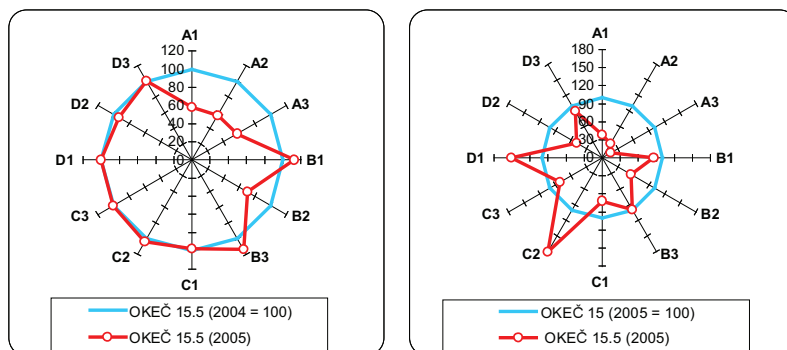 A1
A2
A3
B1
B2
B3
C1
C2
C3
D1
D2
D3
120
100
80
60
40
20
0
OKEČ 15.5 (2004 = 100)
OKEČ 15.5 (2005)
A1
A2
A3
B1
B2
B3
C1
C2
C3
D1
D2
D3
180
150
120
90
60
30
0
OKEČ 15 (2005 = 100)
OKEČ 15.5 (2005)